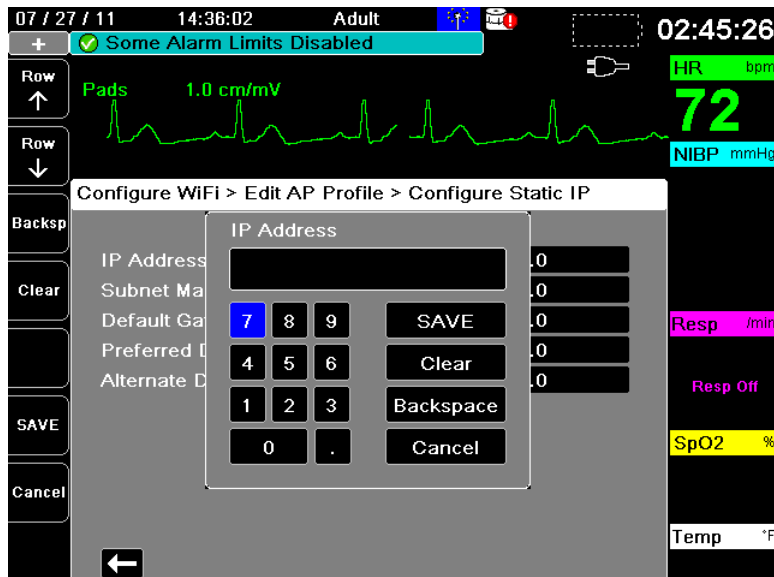 07 / 27 / 11 14:36:02 Adult
02:45:26
+ Some Alarm Limits Disabled
Row ↑
Pads 1.0 cm/mV
HR bpm
72
Row ↓
NIBP mmHg
Configure WiFi > Edit AP Profile > Configure Static IP
Backsp
IP Address
IP Address .0
Clear
Subnet Ma .0
Default Ga 7 8 9 SAVE .0
Resp /min
Preferred D .0
4 5 6 Clear
Alternate D .0
Resp Off
1 2 3 Backspace
SAVE
0 . Cancel
SpO2 %
Cancel
Temp °F
←